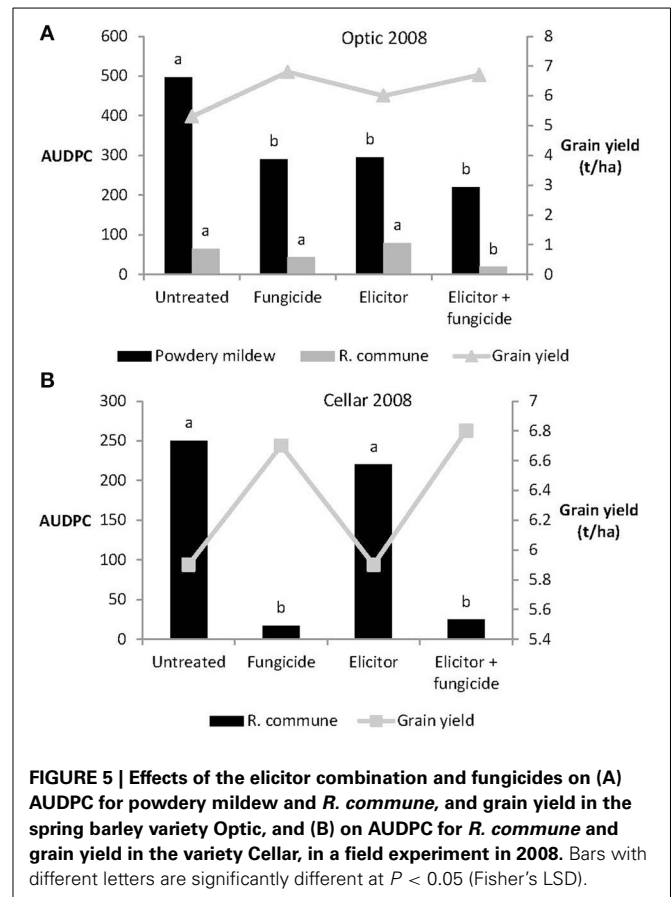 A
Optic 2008
600
500
400
300
200
100
0
AUDPC
8
7
6
5
4
3
2
1
0
Grain yield
(t/ha)
a
a
b
a
b
a
b
b
Untreated
Fungicide
Elicitor
Elicitor +
fungicide
Powdery mildew
R. commune
Grain yield
B
Cellar 2008
300
250
200
150
100
50
0
AUDPC
7
6.8
6.6
6.4
6.2
6
5.8
5.6
5.4
Grain yield
(t/ha)
a
b
a
b
Untreated
Fungicide
Elicitor
Elicitor +
fungicide
R. commune
Grain yield
FIGURE 5 | Effects of the elicitor combination and fungicides on (A)
AUDPC for powdery mildew and R. commune, and grain yield in the
spring barley variety Optic, and (B) on AUDPC for R. commune and
grain yield in the variety Cellar, in a field experiment in 2008. Bars with
different letters are significantly different at P < 0.05 (Fisher's LSD).